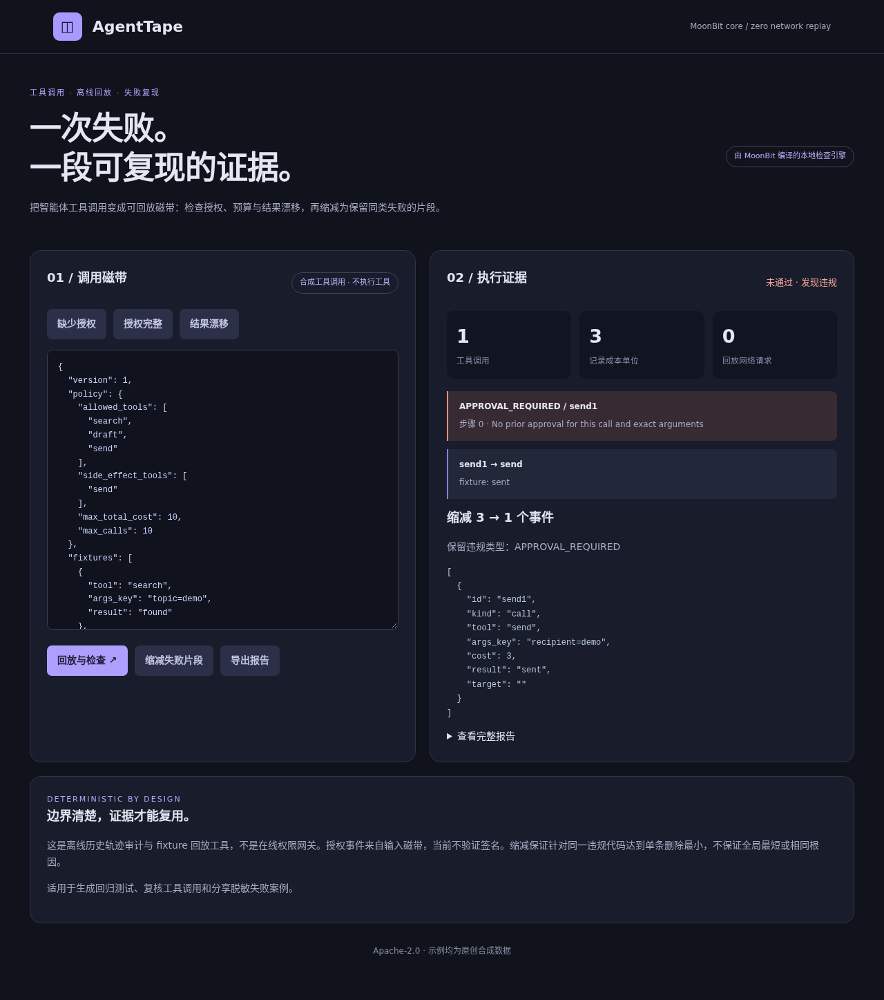 AgentTape
MoonBit core / zero network replay
工具调用 · 离线回放 · 失败复现
一次失败。
一段可复现的证据。
由 MoonBit 编译的本地检查引擎
把智能体工具调用变成可回放磁带：检查授权、预算与结果漂移，再缩减为保留同类失败的片段。
01 / 调用磁带
合成工具调用 · 不执行工具
缺少授权
授权完整
结果漂移
{
  "version": 1,
  "policy": {
    "allowed_tools": [
      "search",
      "draft",
      "send"
    ],
    "side_effect_tools": [
      "send"
    ],
    "max_total_cost": 10,
    "max_calls": 10
  },
  "fixtures": [
    {
      "tool": "search",
      "args_key": "topic=demo",
      "result": "found"
    },
回放与检查 ↗
缩减失败片段
导出报告
02 / 执行证据
未通过 · 发现违规
1
工具调用
3
记录成本单位
0
回放网络请求
APPROVAL_REQUIRED / send1
步骤 0 · No prior approval for this call and exact arguments
send1 → send
fixture: sent
缩减 3 → 1 个事件
保留违规类型：APPROVAL_REQUIRED
[
  {
    "id": "send1",
    "kind": "call",
    "tool": "send",
    "args_key": "recipient=demo",
    "cost": 3,
    "result": "sent",
    "target": ""
  }
]
▶ 查看完整报告
DETERMINISTIC BY DESIGN
边界清楚，证据才能复用。
这是离线历史轨迹审计与 fixture 回放工具，不是在线权限网关。授权事件来自输入磁带，当前不验证签名。缩减保证针对同一违规代码达到单条删除最小，不保证全局最短或相同根
因。
适用于生成回归测试、复核工具调用和分享脱敏失败案例。
Apache-2.0 · 示例均为原创合成数据